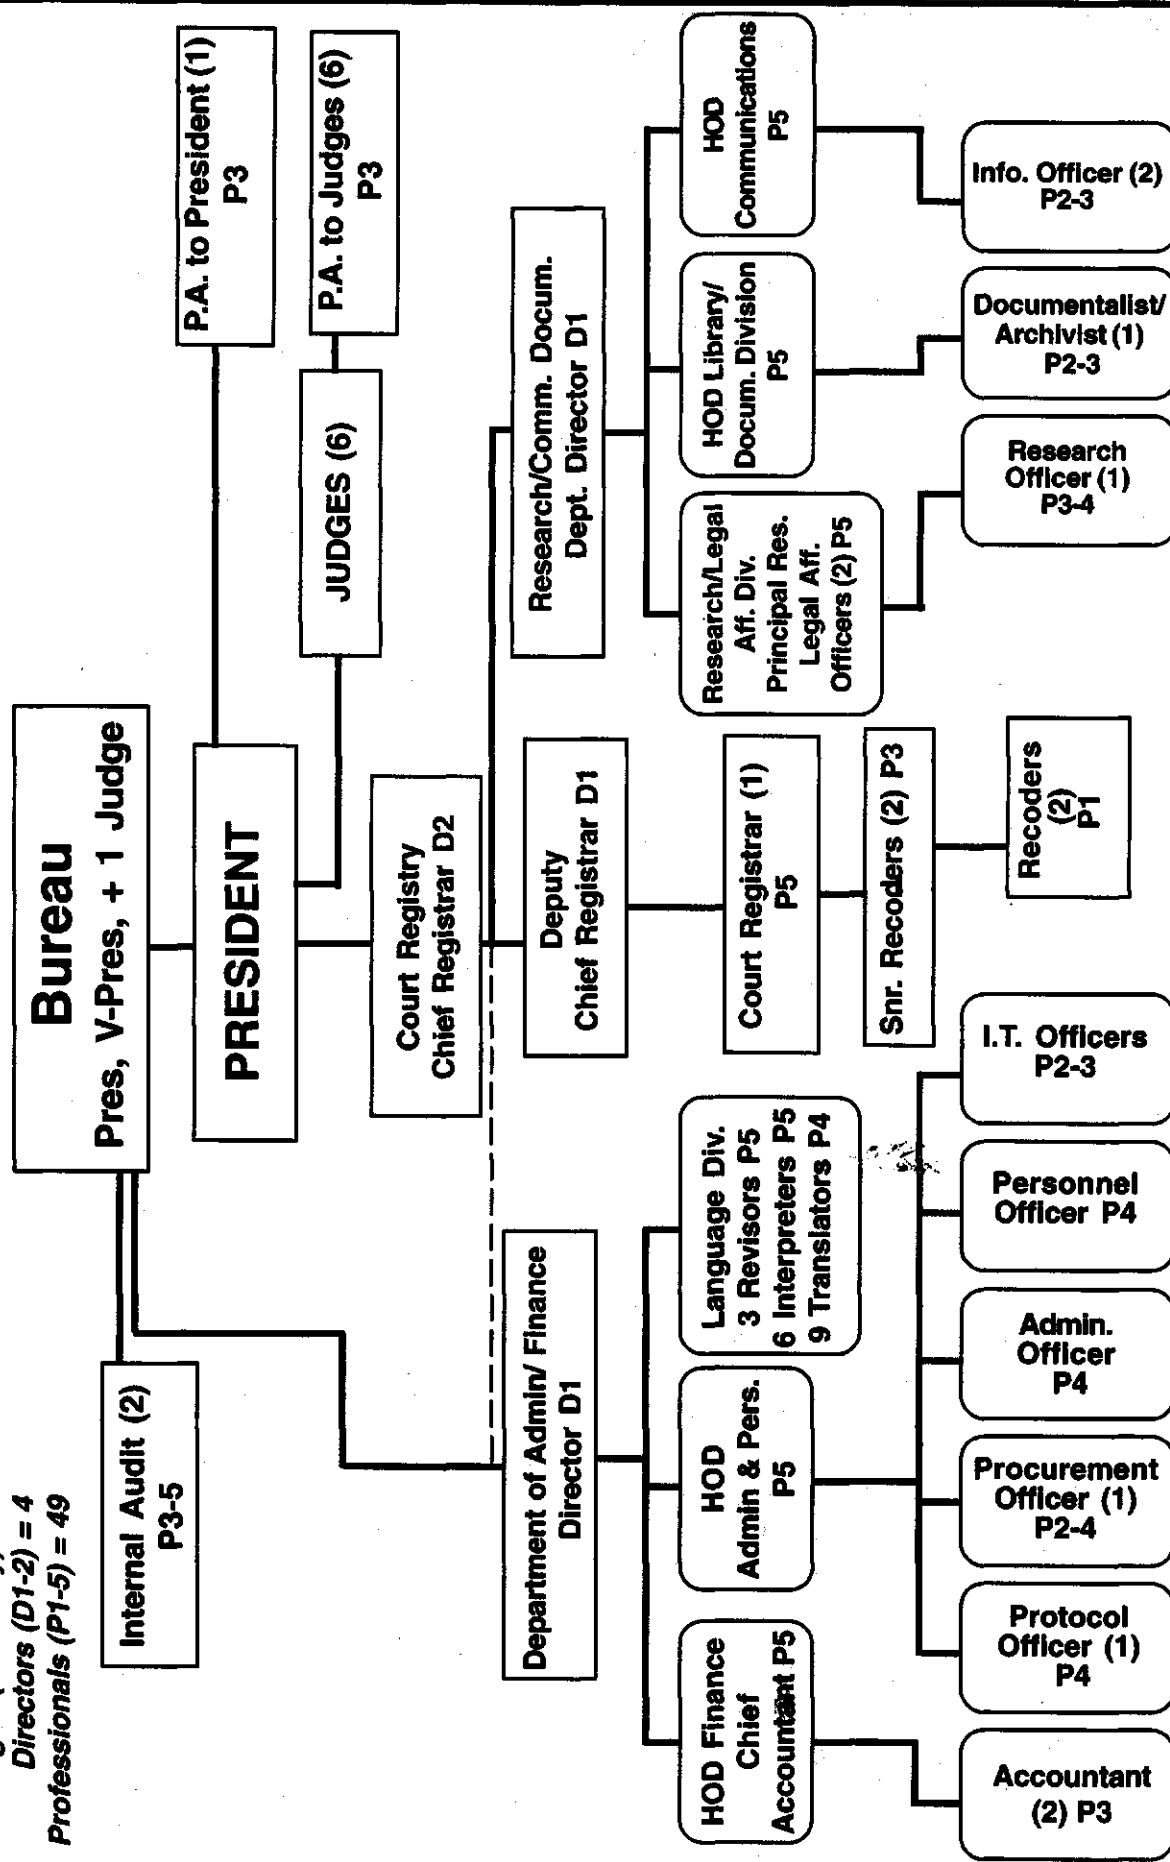 Directors (D1-2) = 4
Professionals (P1-5) = 49
Bureau
Pres, V-Pres, + 1 Judge
Internal Audit (2)
P3-5
PRESIDENT
P.A. to President (1)
P3
JUDGES (6)
P.A. to Judges (6)
P3
Court Registry
Chief Registrar D2
Department of Admin/ Finance
Director D1
Deputy
Chief Registrar D1
Research/Comm. Docum.
Dept. Director D1
HOD Finance
Chief
Accountant P5
HOD
Admin & Pers.
P5
Language Div.
3 Revisors P5
6 Interpreters P5
9 Translators P4
Court Registrar (1)
P5
Research/Legal
Aff. Div.
Principal Res.
Legal Aff.
Officers (2) P5
HOD Library/
Docum. Division
P5
HOD
Communications
P5
Snr. Recoders (2) P3
Accountant
(2) P3
Protocol
Officer (1)
P4
Procurement
Officer (1)
P2-4
Admin.
Officer
P4
Personnel
Officer P4
I.T. Officers
P2-3
Recoders
(2)
P1
Research
Officer (1)
P3-4
Documentalist/
Archivist (1)
P2-3
Info. Officer (2)
P2-3